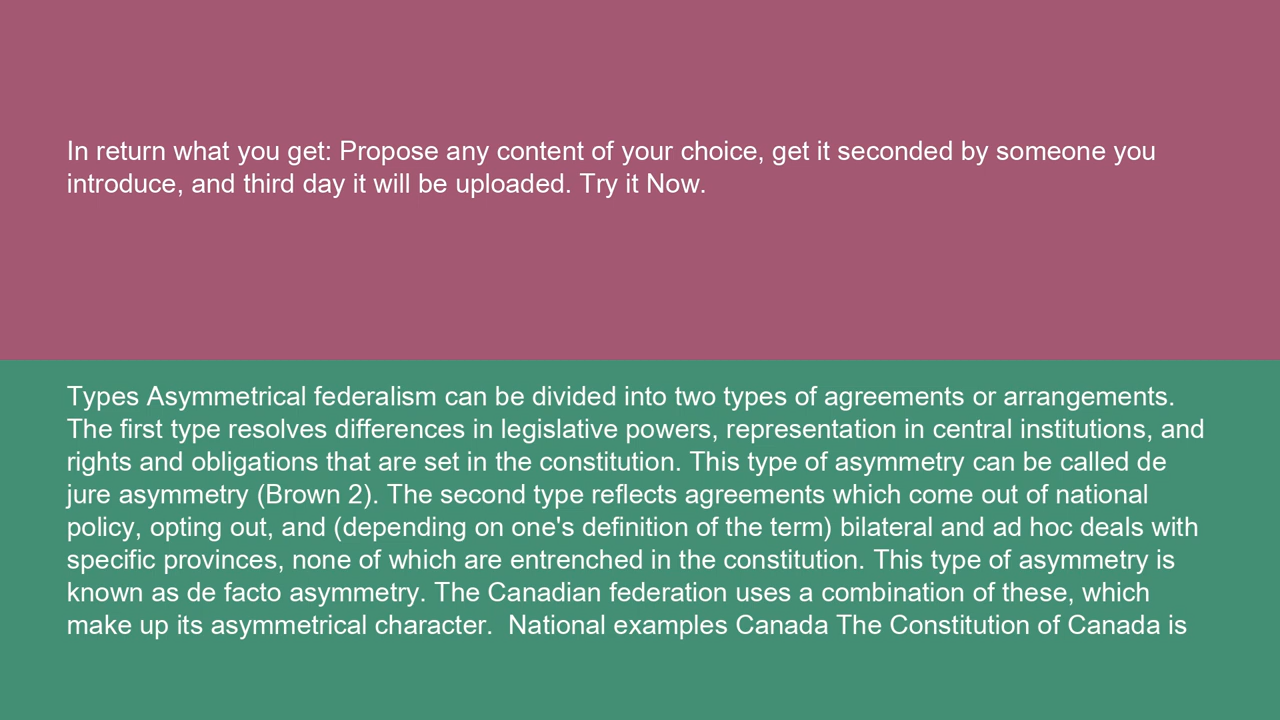 In return what you get: Propose any content of your choice, get it seconded by someone you
introduce, and third day it will be uploaded. Try it Now.
Types Asymmetrical federalism can be divided into two types of agreements or arrangements.
The first type resolves differences in legislative powers, representation in central institutions, and
rights and obligations that are set in the constitution. This type of asymmetry can be called de
jure asymmetry (Brown 2). The second type reflects agreements which come out of national
policy, opting out, and (depending on one's definition of the term) bilateral and ad hoc deals with
specific provinces, none of which are entrenched in the constitution. This type of asymmetry is
known as de facto asymmetry. The Canadian federation uses a combination of these, which
make up its asymmetrical character.  National examples Canada The Constitution of Canada is